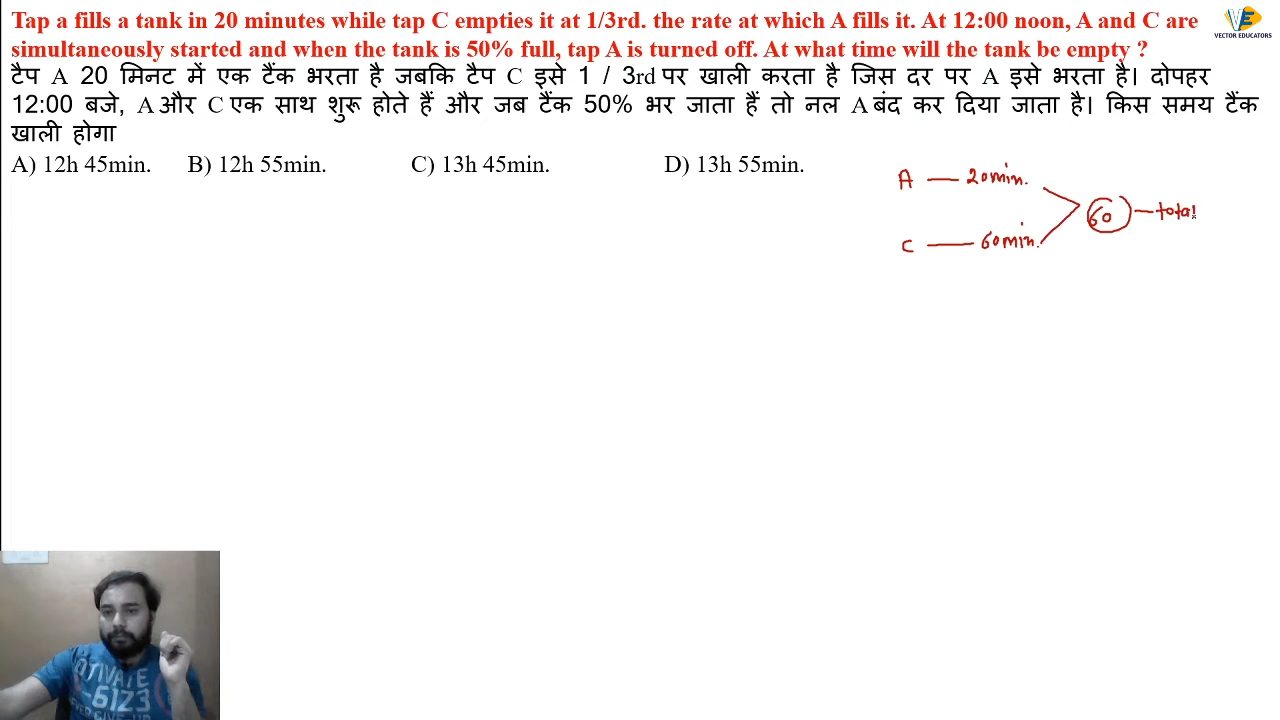 Tap a fills a tank in 20 minutes while tap C empties it at 1/3rd. the rate at which A fills it. At 12:00 noon, A and C are
simultaneously started and when the tank is 50% full, tap A is turned off. At what time will the tank be empty ?
टैप A 20 मिनट में एक टैंक भरता है जबकि टैप C इसे 1 / 3rd पर खाली करता है जिस दर पर A इसे भरता है। दोपहर
12:00 बजे, A और C एक साथ शुरू होते हैं और जब टैंक 50% भर जाता हैं तो नल A बंद कर दिया जाता है। किस समय टैंक
खाली होगा
A) 12h 45min. B) 12h 55min. C) 13h 45min. D) 13h 55min.
A — 20min.
60 — total
C — 60min.
VECTOR EDUCATORS